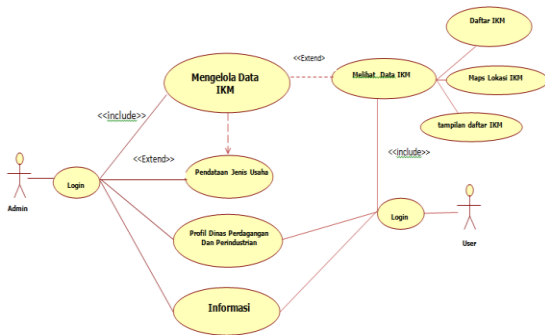 Daftar IKM
<<Extend>>
Mengelola Data
IKM
Melihat Data IKM
Maps Lokasi IKM
<<include>>
tampilan daftar IKM
<<Extend>>
<<include>>
Pendataan Jenis Usaha
Login
Admin
Login
Profil Dinas Perdagangan
Dan Perindustrian
User
Informasi